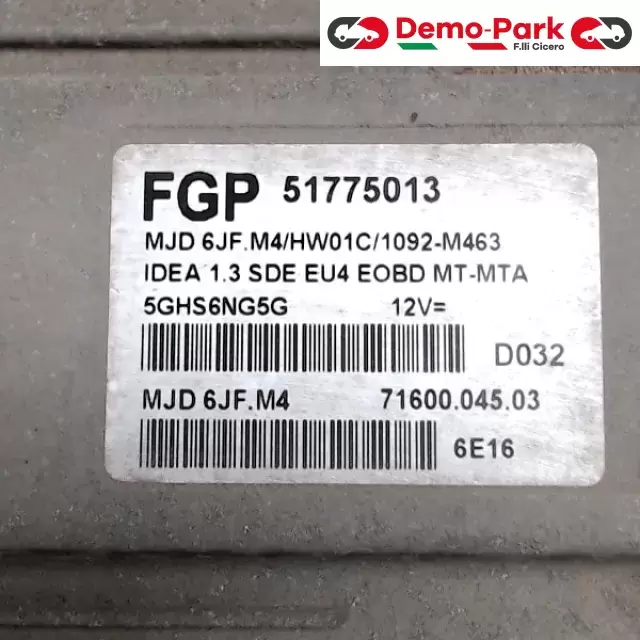 Demo-Park
F.lli Cicero
FGP 51775013
MJD 6JF.M4/HW01C/1092-M463
IDEA 1.3 SDE EU4 EOBD MT-MTA
5GHS6NG5G 12V=
D032
MJD 6JF.M4 71600.045.03
6E16